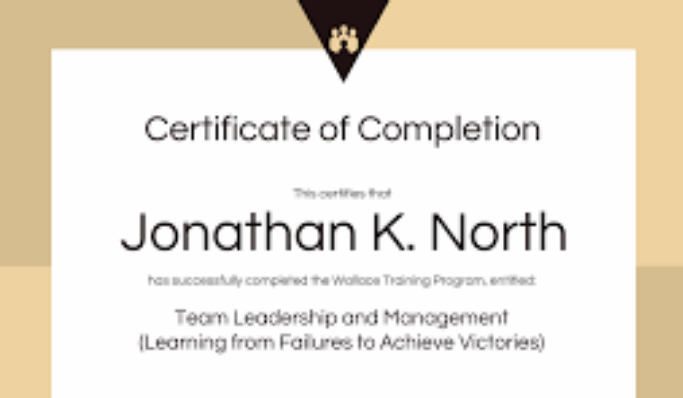 Certificate of Completion
This certifies that
Jonathan K. North
has successfully completed the Wallace Training Program, entitled:
Team Leadership and Management
(Learning from Failures to Achieve Victories)